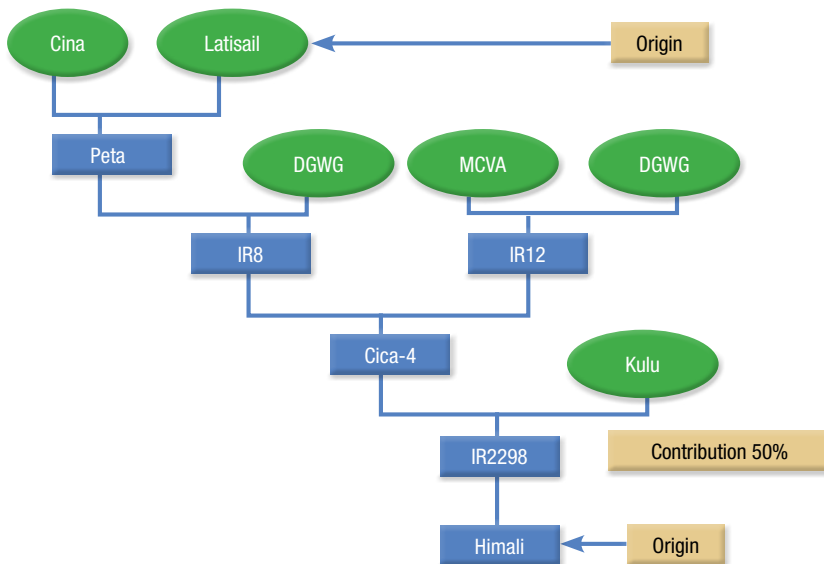 Cina
Latisail
Origin
Peta
DGWG
MCVA
DGWG
IR8
IR12
Cica-4
Kulu
IR2298
Contribution 50%
Himali
Origin